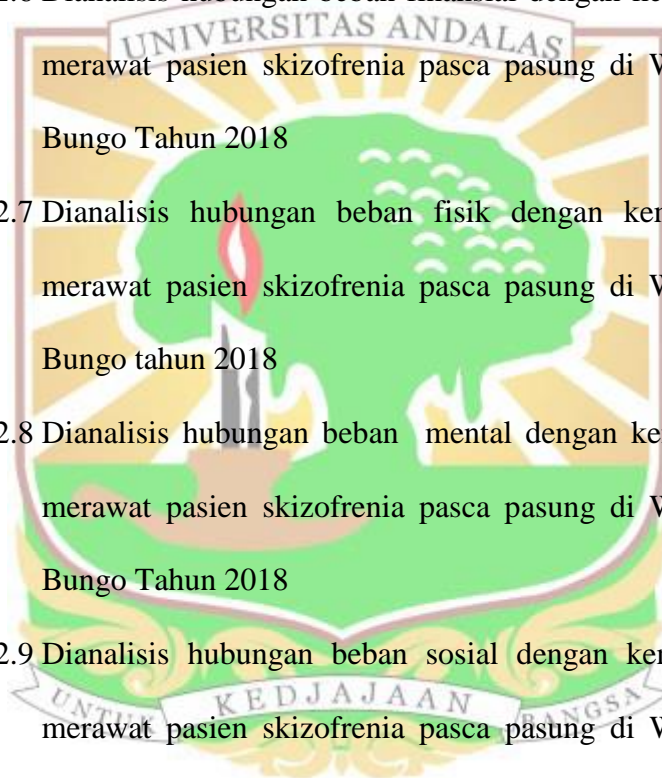 Dianalisis hubungan beban finansial dengan
UNIVERSITAS ANDALAS
merawat pasien skizofrenia pasca pasung di W
Bungo Tahun 2018
2.7 Dianalisis hubungan beban fisik dengan ke
merawat pasien skizofrenia pasca pasung di W
Bungo tahun 2018
2.8 Dianalisis hubungan beban mental dengan ke
merawat pasien skizofrenia pasca pasung di W
Bungo Tahun 2018
2.9 Dianalisis hubungan beban sosial dengan ke
UNTUK KEDJAJAAN BANGSA
merawat pasien skizofrenia pasca pasung di W